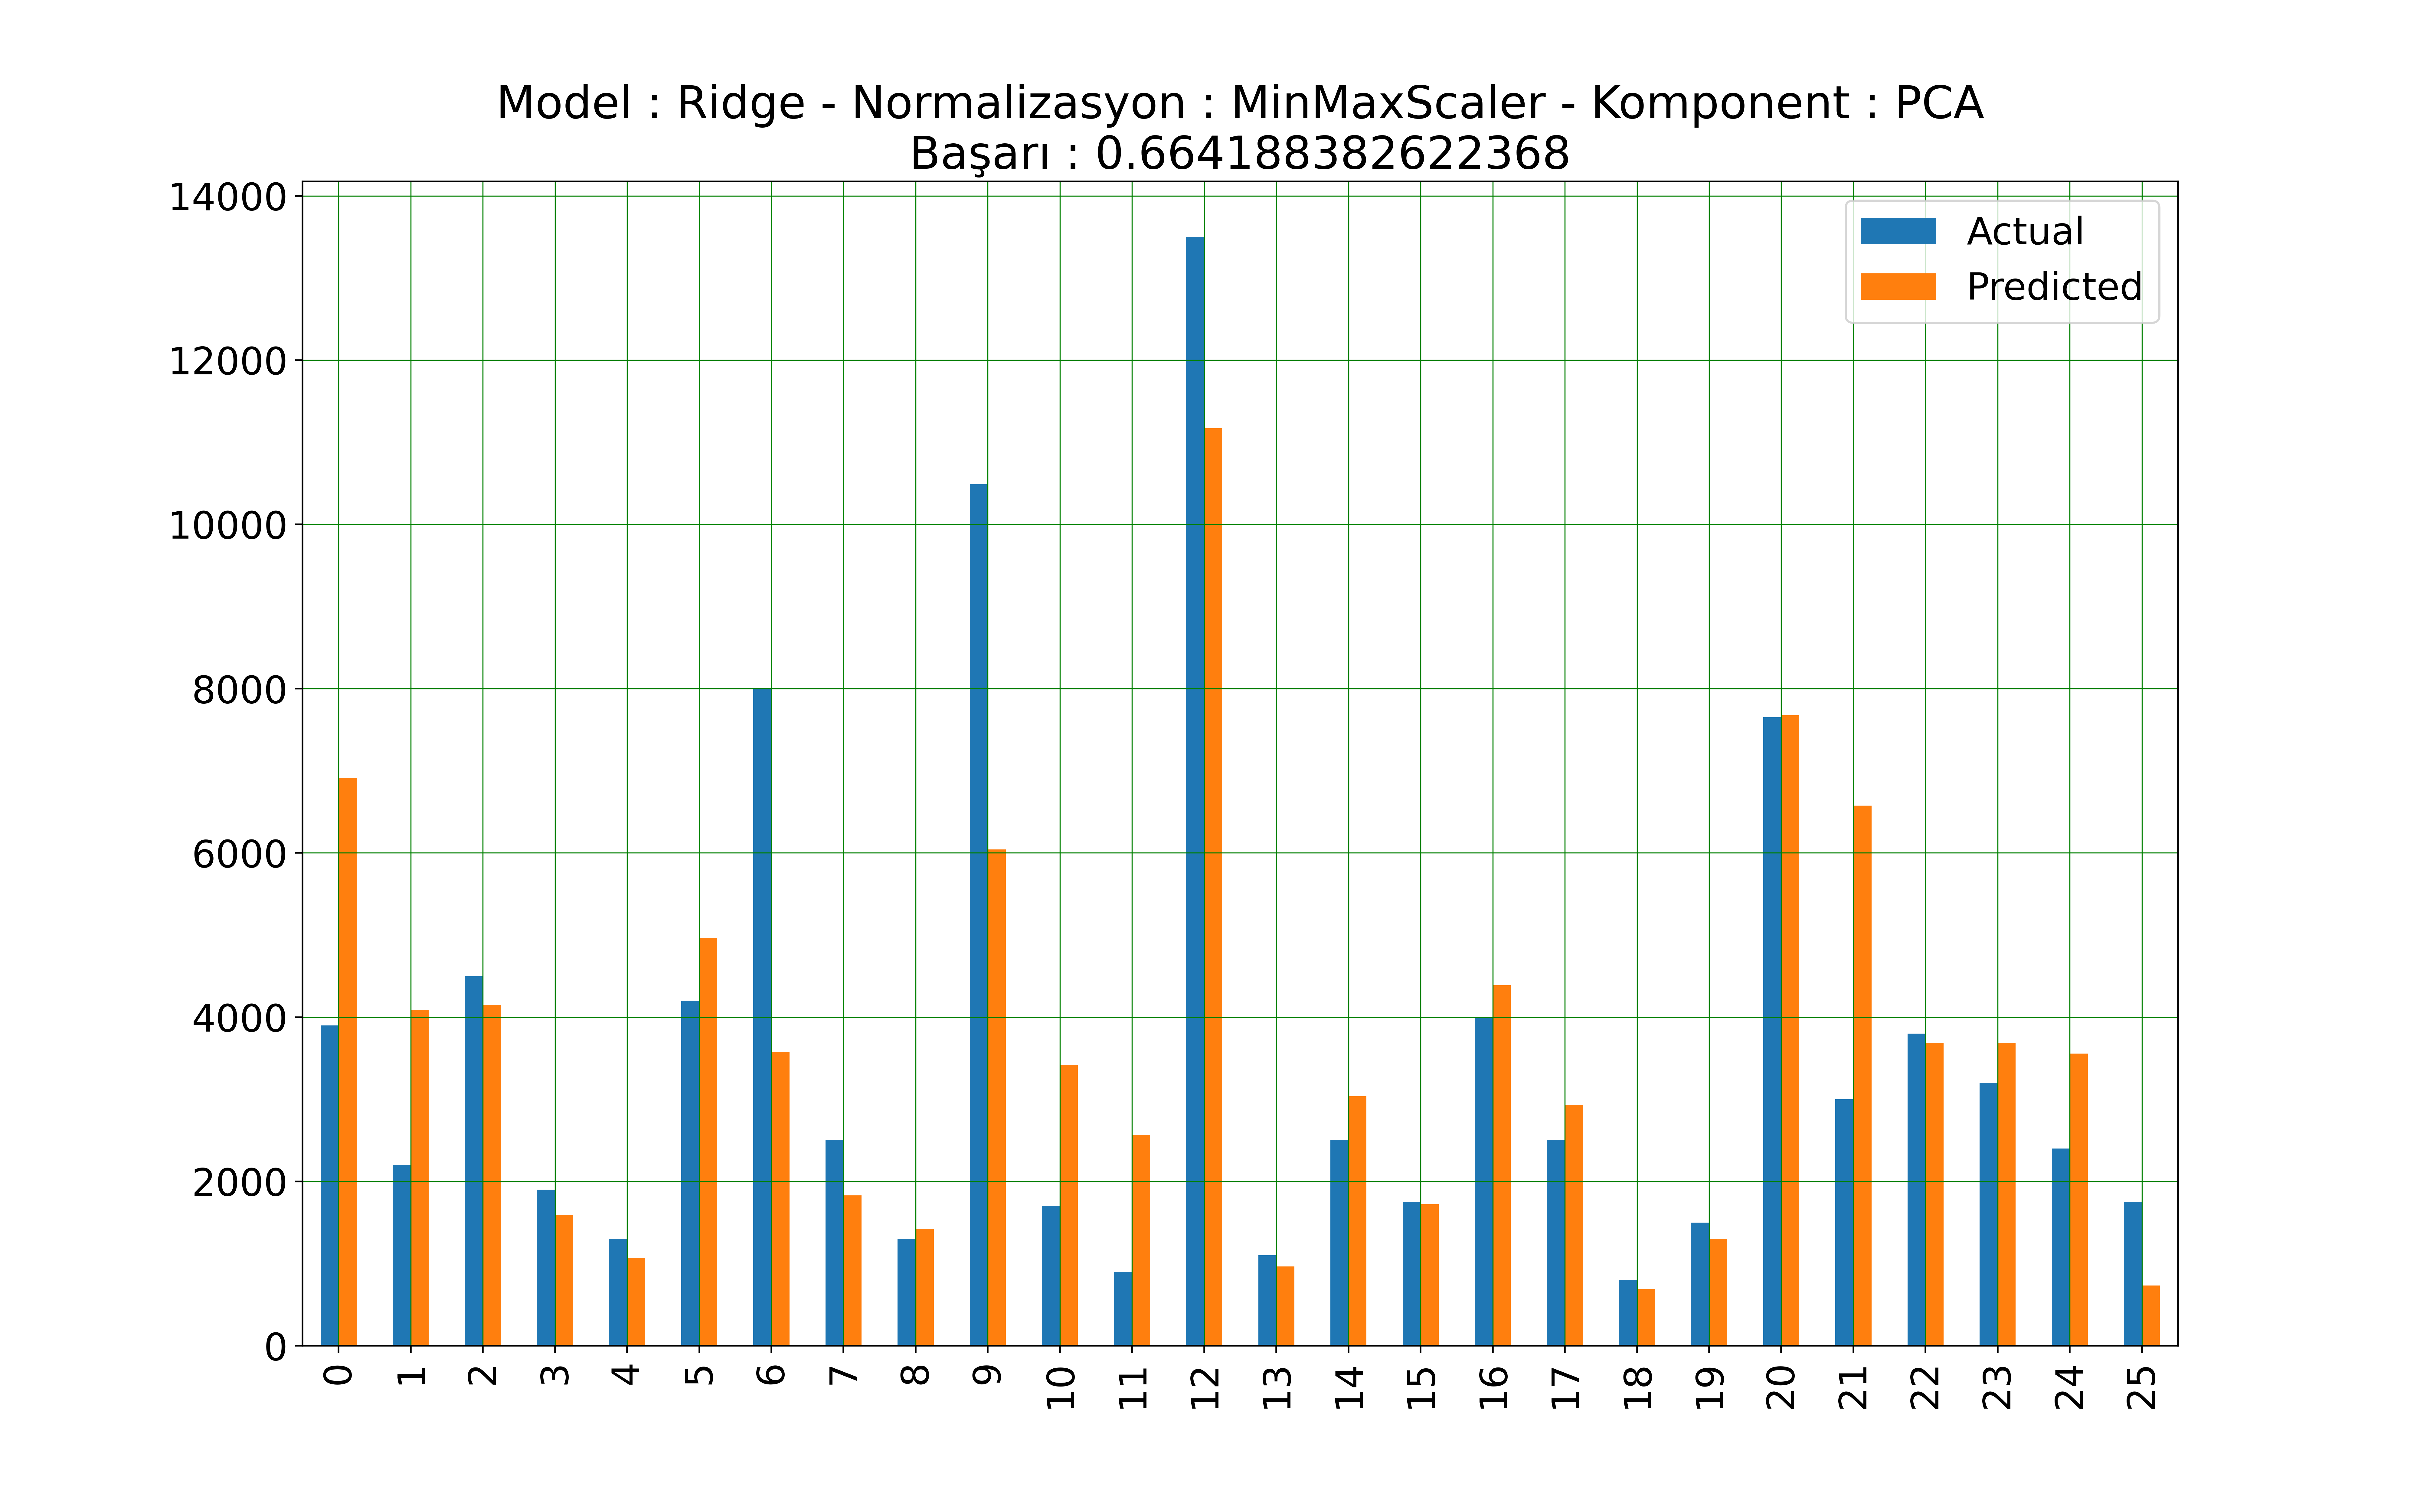 Model : Ridge - Normalizasyon : MinMaxScaler - Komponent : PCA
Başarı : 0.664188382622368
14000
12000
10000
8000
6000
4000
2000
0
Actual
Predicted
0 1 2 3 4 5 6 7 8 9 10 11 12 13 14 15 16 17 18 19 20 21 22 23 24 25